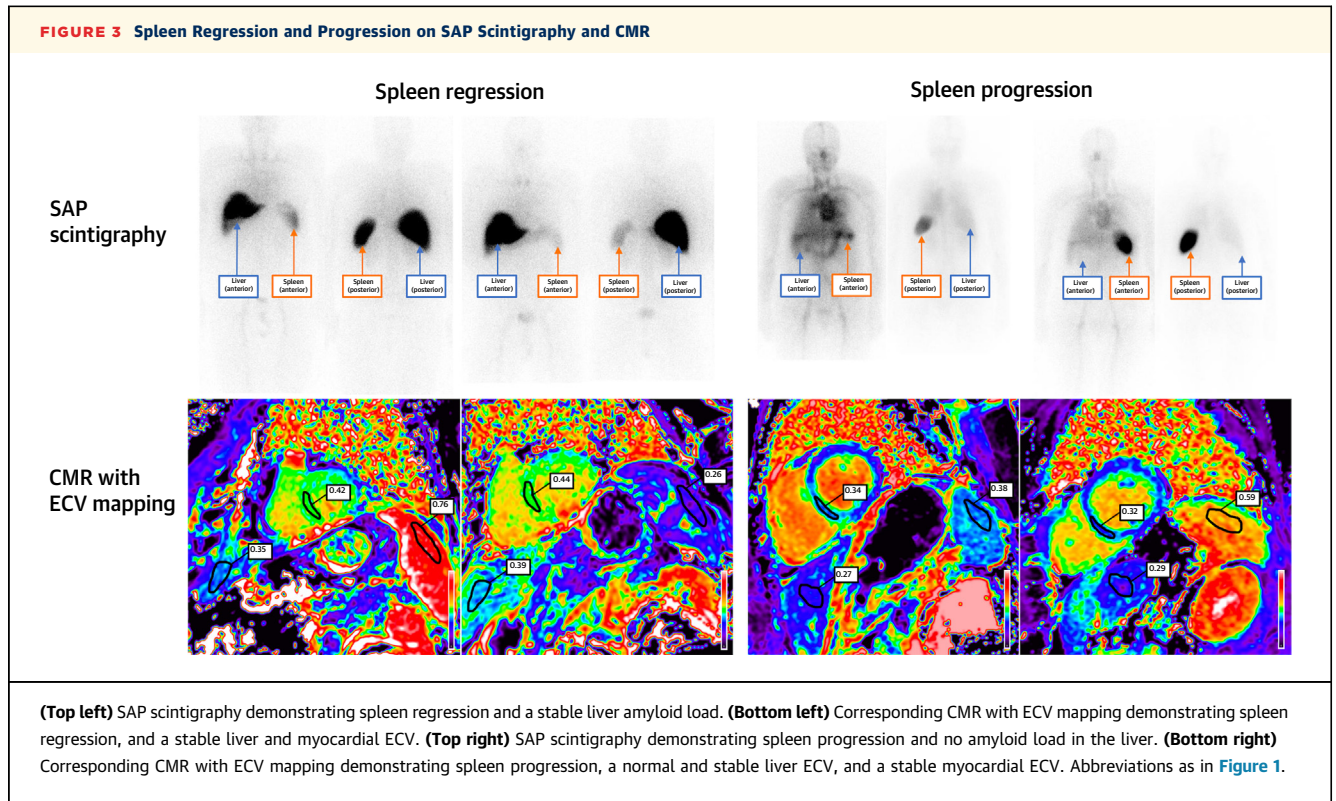 FIGURE 3 Spleen Regression and Progression on SAP Scintigraphy and CMR
Spleen regression
Spleen progression
SAP
scintigraphy
Liver
(anterior)
Spleen
(anterior)
Spleen
(posterior)
Liver
(posterior)
Liver
(anterior)
Spleen
(anterior)
Spleen
(posterior)
Liver
(posterior)
Liver
(anterior)
Spleen
(anterior)
Spleen
(posterior)
Liver
(posterior)
Liver
(anterior)
Spleen
(anterior)
Spleen
(posterior)
Liver
(posterior)
CMR with
ECV mapping
0.42
0.76
0.35
0.44
0.26
0.39
0.34
0.38
0.27
0.32
0.59
0.29
(Top left) SAP scintigraphy demonstrating spleen regression and a stable liver amyloid load. (Bottom left) Corresponding CMR with ECV mapping demonstrating spleen
regression, and a stable liver and myocardial ECV. (Top right) SAP scintigraphy demonstrating spleen progression and no amyloid load in the liver. (Bottom right)
Corresponding CMR with ECV mapping demonstrating spleen progression, a normal and stable liver ECV, and a stable myocardial ECV. Abbreviations as in Figure 1.